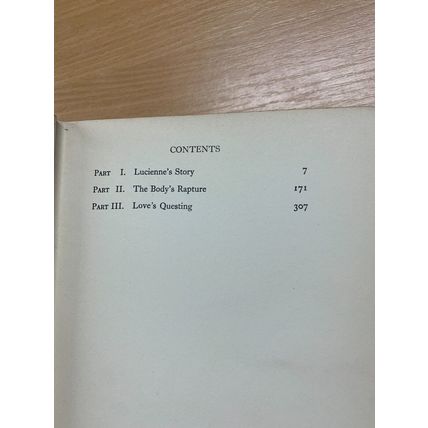 CONTENTS
PART I. Lucienne's Story 7
PART II. The Body's Rapture 171
PART III. Love's Questing 307